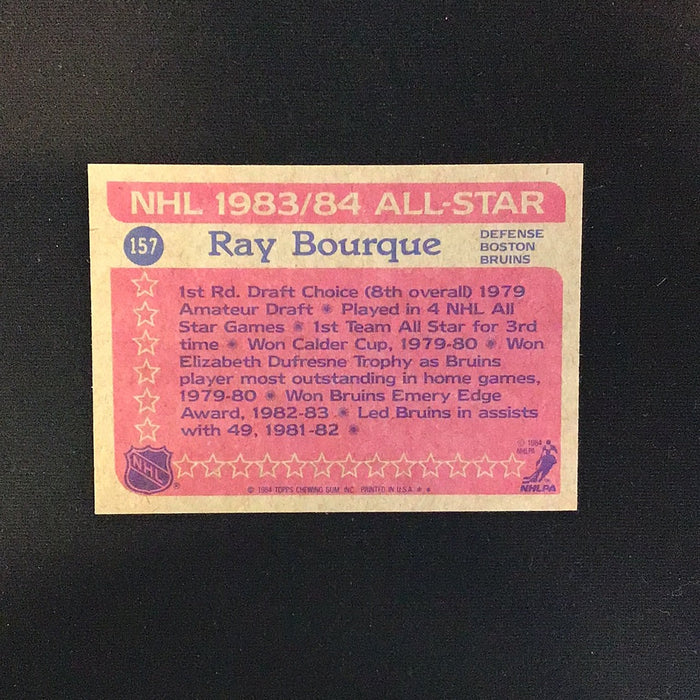 NHL 1983/84 ALL-STAR
157
Ray Bourque
DEFENSE
BOSTON
BRUINS
1st Rd. Draft Choice (8th overall) 1979
Amateur Draft * Played in 4 NHL All
Star Games * 1st Team All Star for 3rd
time * Won Calder Cup, 1979-80 * Won
Elizabeth Dufresne Trophy as Bruins
player most outstanding in home games,
1979-80 * Won Bruins Emery Edge
Award, 1982-83 * Led Bruins in assists
with 49, 1981-82 *
NHL ®
© 1984
NHLPA
NHLPA
© 1984 TOPPS CHEWING GUM, INC. PRINTED IN U.S.A. * *